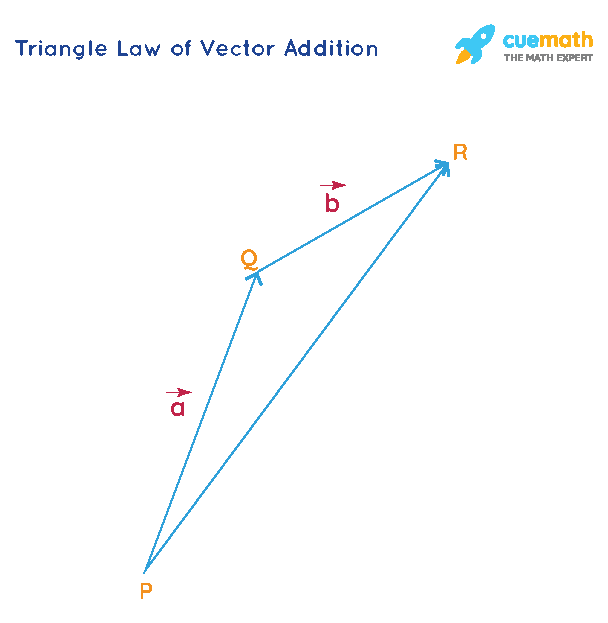 Triangle Law of Vector Addition
cuemath
THE MATH EXPERT
R
b
Q
a
P